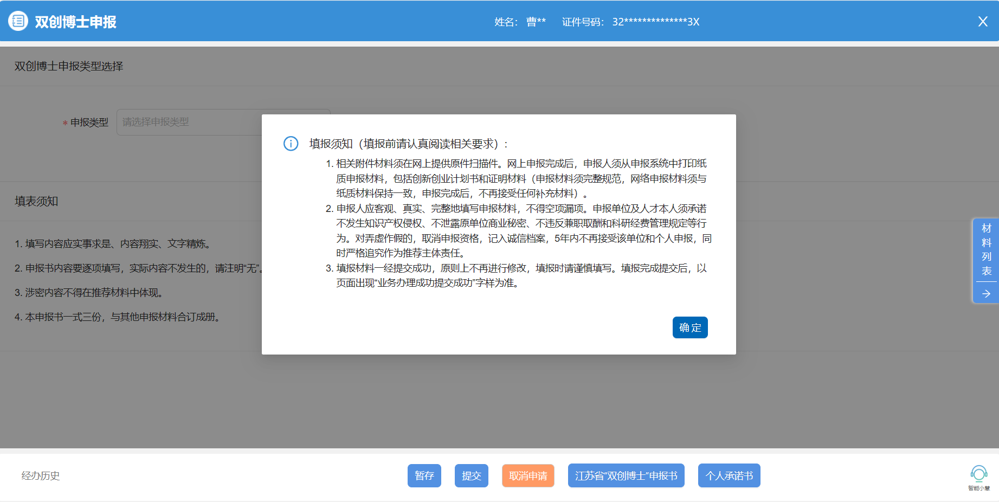 双创博士申报
姓名： 曹** 证件号码： 32**************3X
X
双创博士申报类型选择
* 申报类型 请选择申报类型
填报须知（填报前请认真阅读相关要求）:
1. 相关附件材料须在网上提供原件扫描件。网上申报完成后，申报人须从申报系统中打印纸
质申报材料，包括创新创业计划书和证明材料（申报材料须完整规范，网络申报材料须与
纸质材料保持一致，申报完成后，不再接受任何补充材料）。
2. 申报人应客观、真实、完整地填写申报材料，不得空项漏项。申报单位及人才本人须承诺
不发生知识产权侵权、不泄露原单位商业秘密、不违反兼职取酬和科研经费管理规定等行
为。对弄虚作假的，取消申报资格，记入诚信档案，5年内不再接受该单位和个人申报，同
时严格追究作为推荐主体责任。
3. 填报材料一经提交成功，原则上不再进行修改，填报时请谨慎填写。填报完成提交后，以
页面出现“业务办理成功提交成功”字样为准。
确 定
填表须知
1. 填写内容应实事求是、内容翔实、文字精炼。
2. 申报书内容要逐项填写，实际内容不发生的，请注明“无”。
3. 涉密内容不得在推荐材料中体现。
4. 本申报书一式三份，与其他申报材料合订成册。
材
料
列
表
经办历史
暂存 提交 取消申请 江苏省“双创博士”申报书 个人承诺书
智能小慧